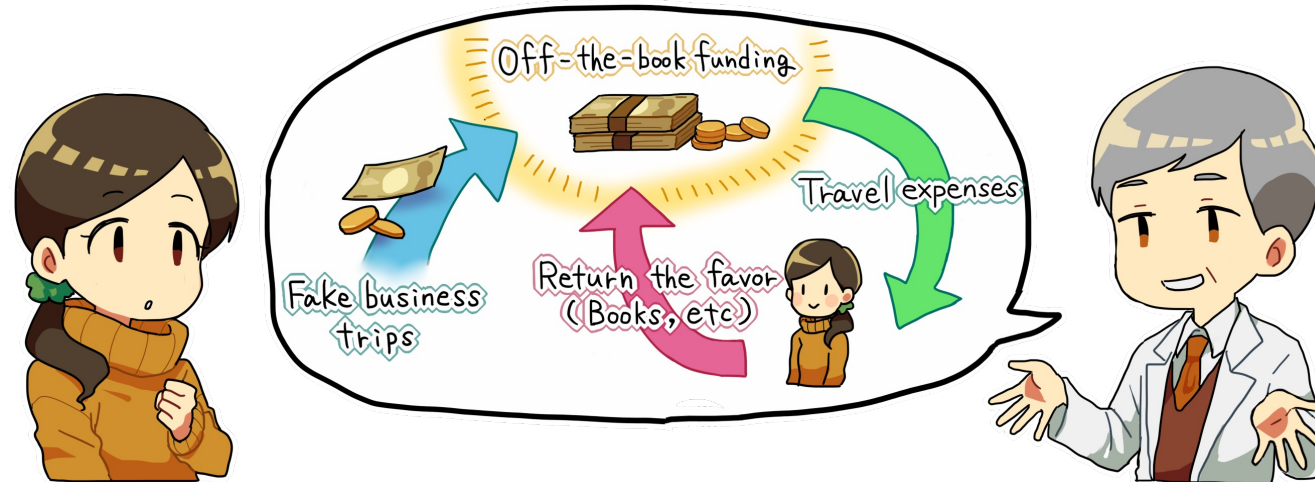 Off-the-book funding
Travel expenses
Fake business
trips
Return the favor
(Books, etc)